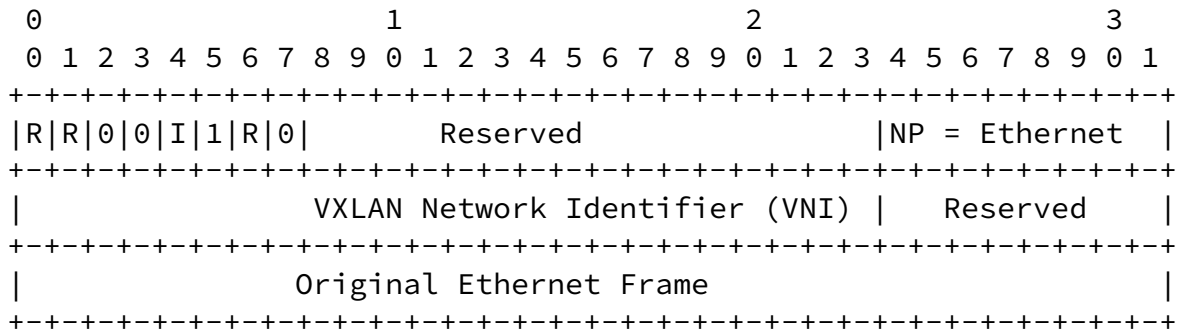 0                   1                   2                   3
 0 1 2 3 4 5 6 7 8 9 0 1 2 3 4 5 6 7 8 9 0 1 2 3 4 5 6 7 8 9 0 1
+-+-+-+-+-+-+-+-+-+-+-+-+-+-+-+-+-+-+-+-+-+-+-+-+-+-+-+-+-+-+-+-+
|R|R|0|0|I|1|R|0|       Reserved                |NP = Ethernet  |
+-+-+-+-+-+-+-+-+-+-+-+-+-+-+-+-+-+-+-+-+-+-+-+-+-+-+-+-+-+-+-+-+
|                VXLAN Network Identifier (VNI) |   Reserved    |
+-+-+-+-+-+-+-+-+-+-+-+-+-+-+-+-+-+-+-+-+-+-+-+-+-+-+-+-+-+-+-+-+
|               Original Ethernet Frame                         |
+-+-+-+-+-+-+-+-+-+-+-+-+-+-+-+-+-+-+-+-+-+-+-+-+-+-+-+-+-+-+-+-+